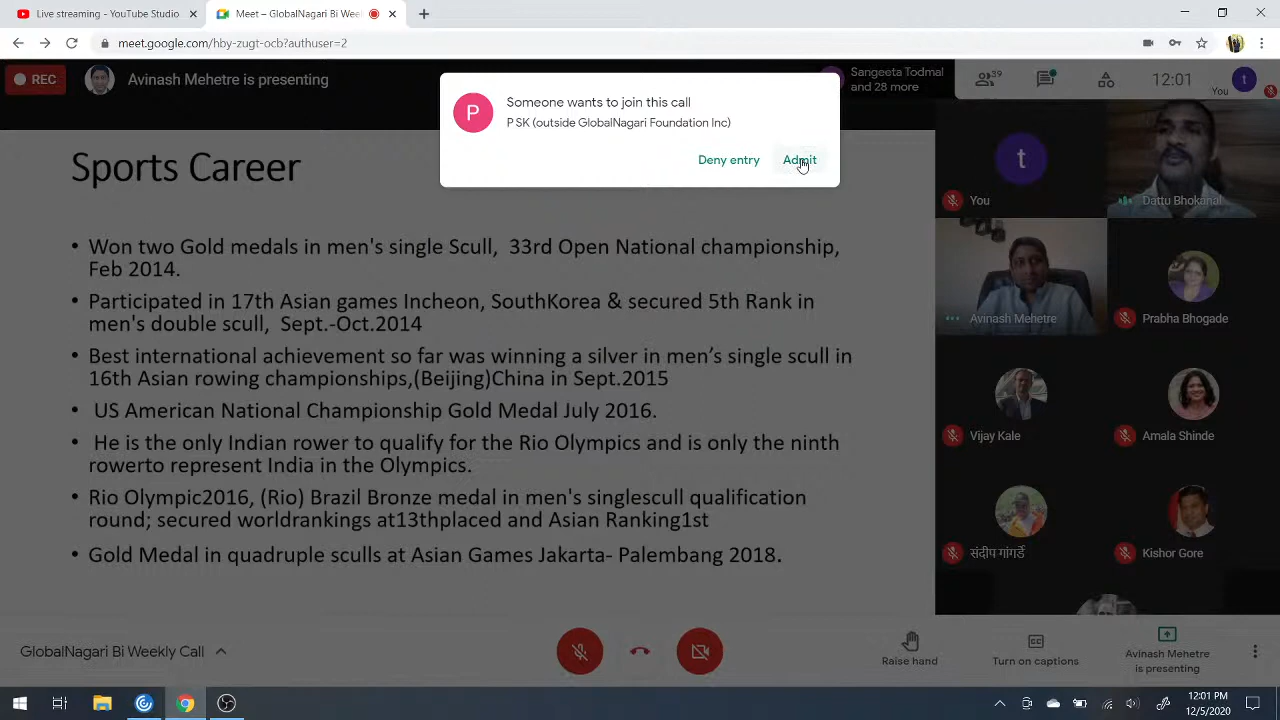 Live streaming - YouTube Studio
Meet – GlobalNagari Bi Weekl
meet.google.com/hby-zugt-ocb?authuser=2
REC
Avinash Mehetre is presenting
Sangeeta Todmal
and 28 more
39
12:01
t
You
Someone wants to join this call
P
P SK (outside GlobalNagari Foundation Inc)
Deny entry
Admit
Sports Career
• Won two Gold medals in men's single Scull, 33rd Open National championship,
Feb 2014.
• Participated in 17th Asian games Incheon, SouthKorea & secured 5th Rank in
men's double scull, Sept.-Oct.2014
• Best international achievement so far was winning a silver in men’s single scull in
16th Asian rowing championships,(Beijing)China in Sept.2015
• US American National Championship Gold Medal July 2016.
• He is the only Indian rower to qualify for the Rio Olympics and is only the ninth
rowerto represent India in the Olympics.
• Rio Olympic2016, (Rio) Brazil Bronze medal in men's singlescull qualification
round; secured worldrankings at13thplaced and Asian Ranking1st
• Gold Medal in quadruple sculls at Asian Games Jakarta- Palembang 2018.
t
You
Dattu Bhokanal
Avinash Mehetre
Prabha Bhogade
Vijay Kale
Amala Shinde
संदीप गांगर्डे
Kishor Gore
GlobalNagari Bi Weekly Call
Raise hand
Turn on captions
Avinash Mehetre
is presenting
12:01 PM
12/5/2020